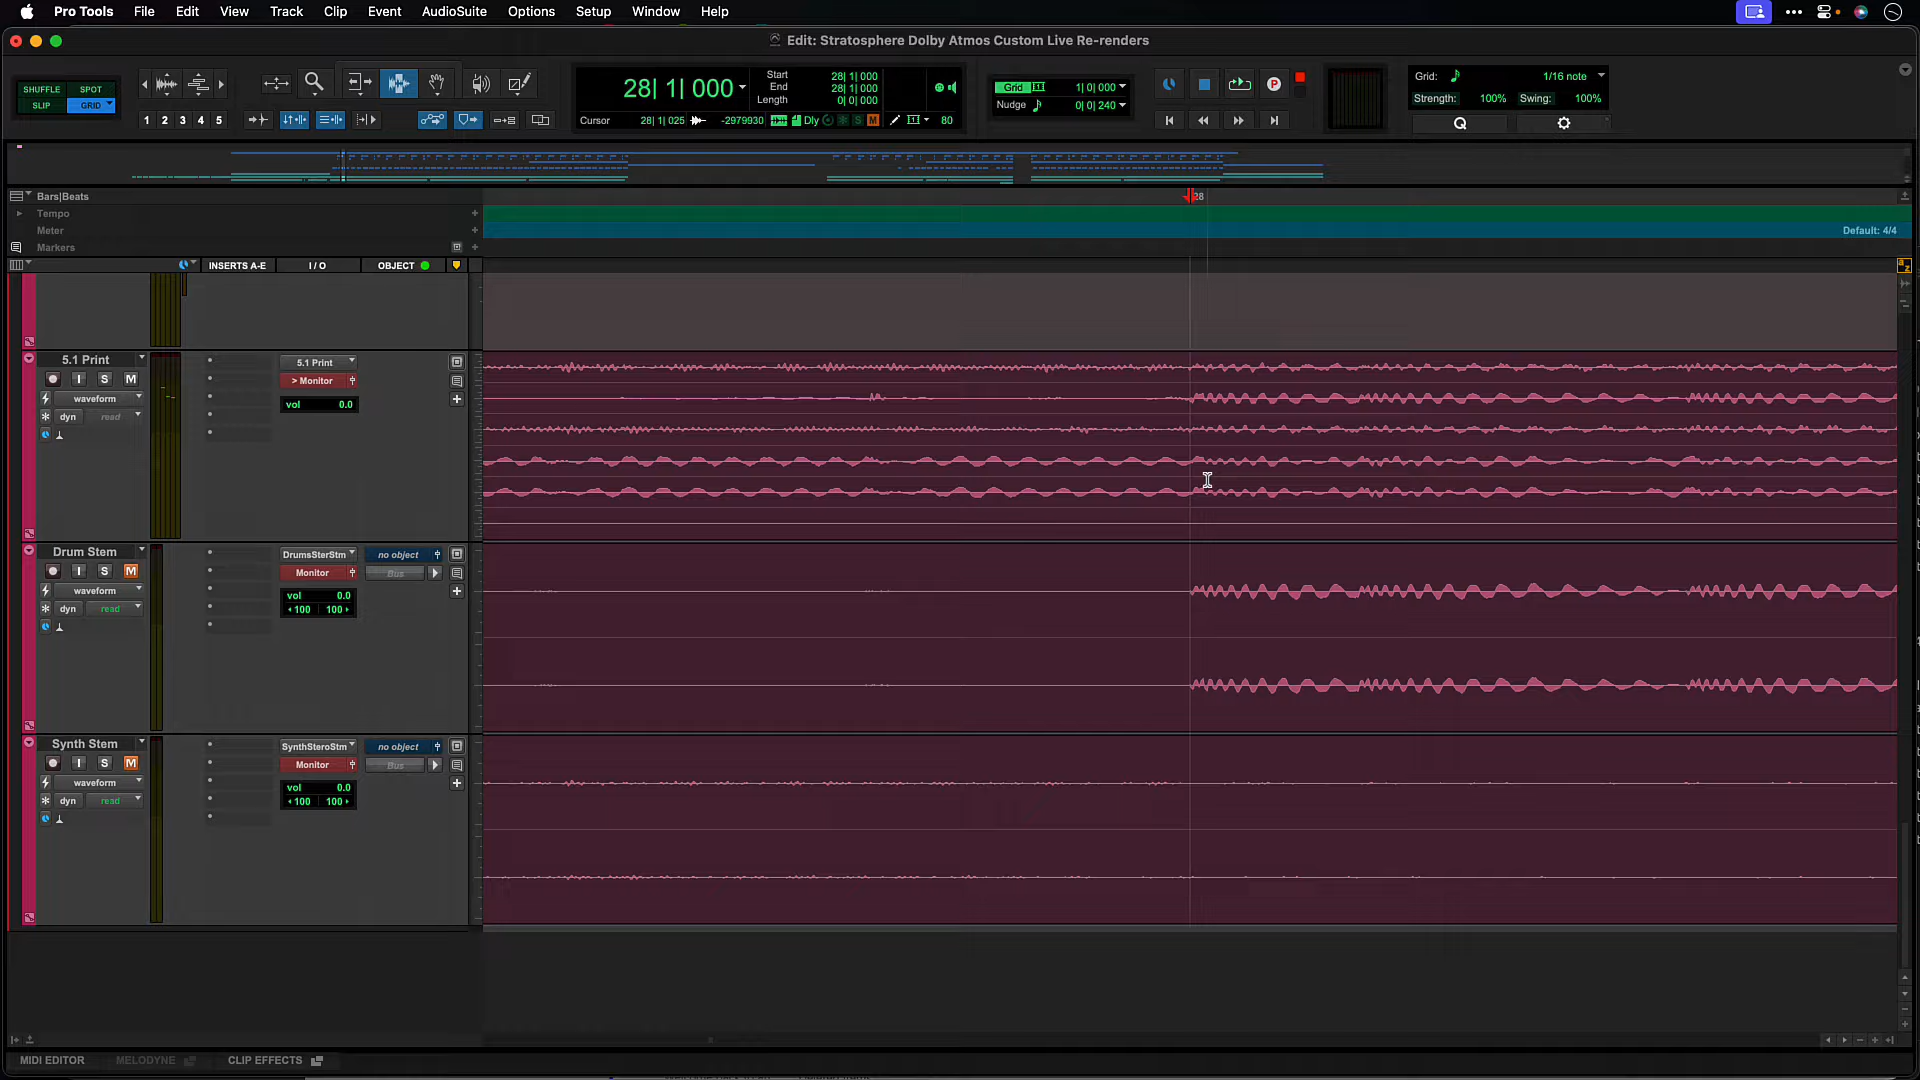 Pro Tools File Edit View Track Clip Event AudioSuite Options Setup Window Help
Edit: Stratosphere Dolby Atmos Custom Live Re-renders
SHUFFLE SPOT
SLIP GRID
1 2 3 4 5
28| 1| 000
Start 28| 1| 000
End 28| 1| 000
Length 0| 0| 000
Cursor 28| 1| 025 -2979930 Dly S M 80
Grid 1| 0| 000
Nudge 0| 0| 240
P
Grid: 1/16 note
Strength: 100% Swing: 100%
Q
Bars|Beats
28
Tempo
Meter
Default: 4/4
Markers
INSERTS A-E I / O OBJECT
5.1 Print
I S M
waveform
dyn read
5.1 Print
> Monitor
vol 0.0
Drum Stem
I S M
waveform
dyn read
DrumsSterStm
Monitor
vol 0.0
100 100
no object
Bus
Synth Stem
I S M
waveform
dyn read
SynthSteroStm
Monitor
vol 0.0
100 100
no object
Bus
MIDI EDITOR MELODYNE CLIP EFFECTS